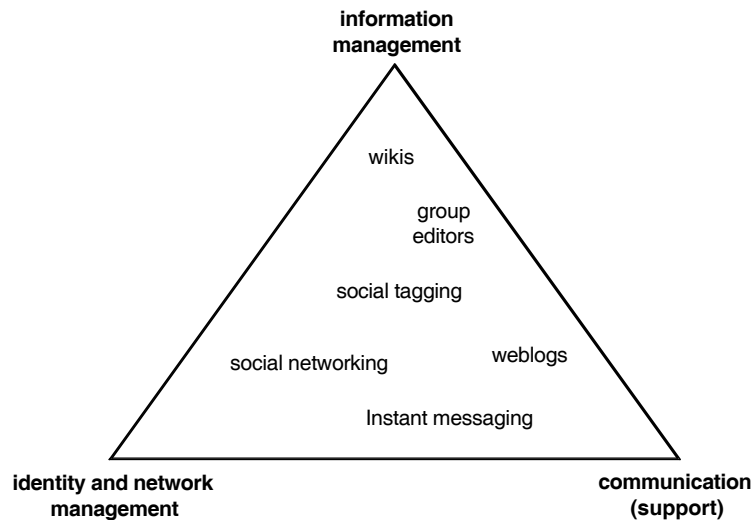 information
management
wikis
group
editors
social tagging
weblogs
social networking
Instant messaging
identity and network
management
communication
(support)